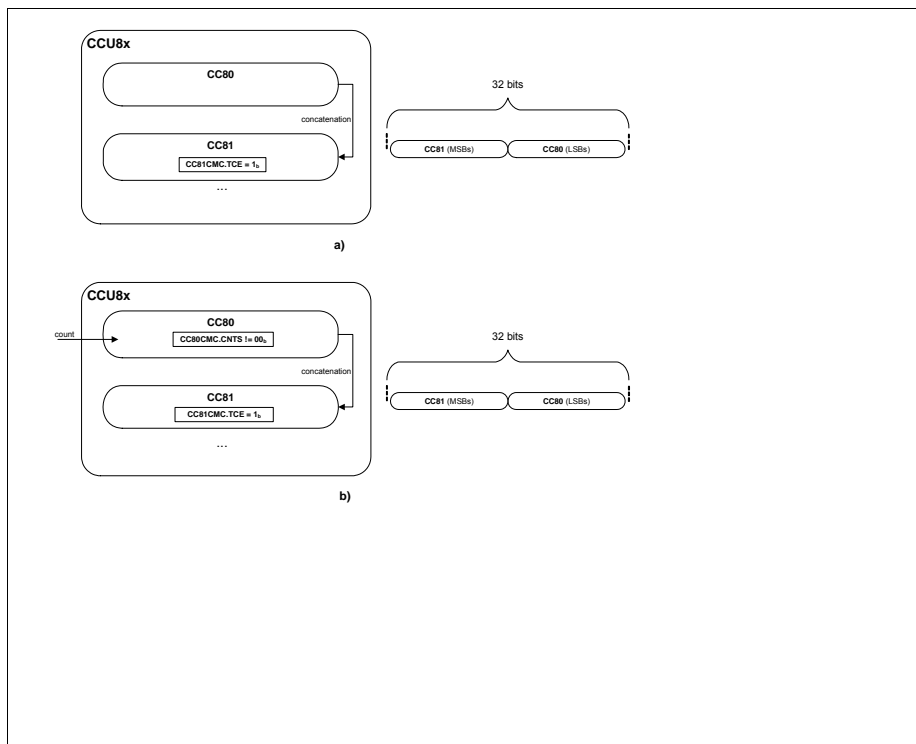 CCU8x
CC80
32 bits
concatenation
CC81
CC81 (MSBs) CC80 (LSBs)
CC81CMC.TCE = 1b
...
a)
CCU8x
CC80
count
CC80CMC.CNTS != 00b
32 bits
concatenation
CC81
CC81 (MSBs) CC80 (LSBs)
CC81CMC.TCE = 1b
...
b)